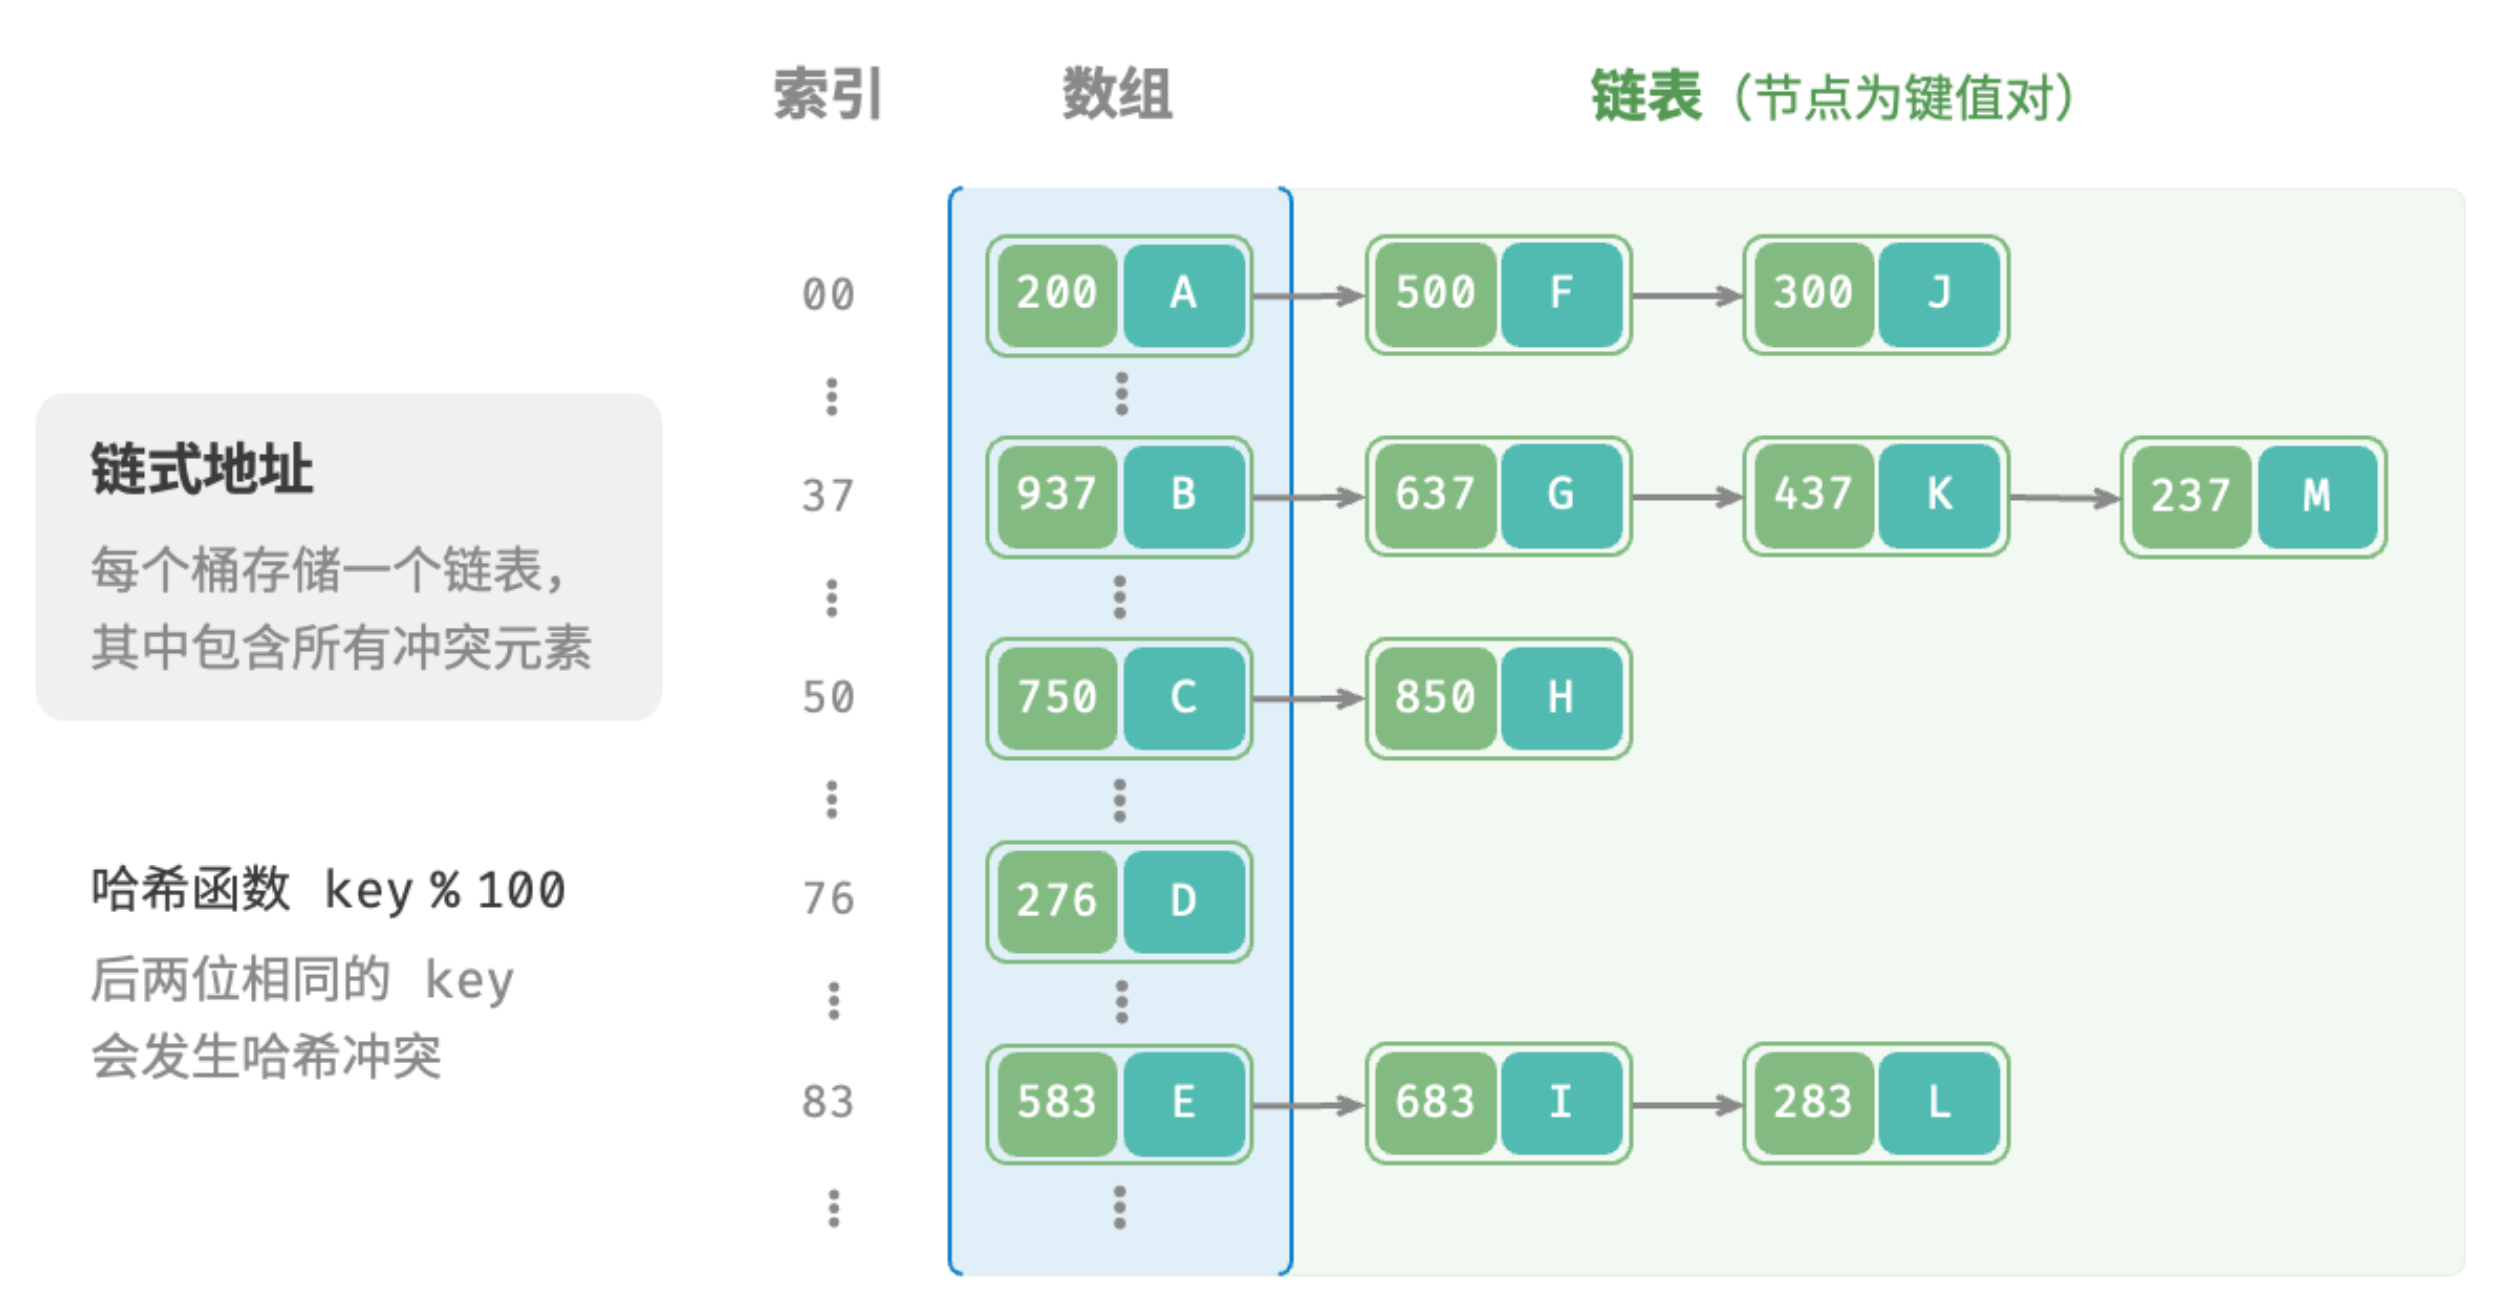 索引 数组 链表（节点为键值对）
00 200 A 500 F 300 J
链式地址
每个桶存储一个链表，
其中包含所有冲突元素
37 937 B 637 G 437 K 237 M
50 750 C 850 H
哈希函数 key % 100
后两位相同的 key
会发生哈希冲突
76 276 D
83 583 E 683 I 283 L